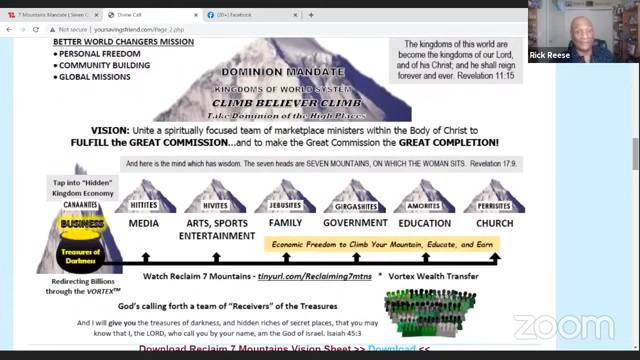 7 Mountains Mandate | Seven C
Divine Call
(20+) Facebook
Not secure | yoursavingsfriend.com/Page_2.php
BETTER WORLD CHANGERS MISSION
• PERSONAL FREEDOM
• COMMUNITY BUILDING
• GLOBAL MISSIONS
DOMINION MANDATE
KINGDOMS OF WORLD SYSTEM
CLIMB BELIEVER CLIMB
Take Dominion of the High Places
The kingdoms of this world are
become the kingdoms of our Lord,
and of his Christ; and he shall reign
forever and ever. Revelation 11:15
Rick Reese
VISION: Unite a spiritually focused team of marketplace ministers within the Body of Christ to
FULFILL the GREAT COMMISSION...and to make the Great Commission the GREAT COMPLETION!
And here is the mind which has wisdom. The seven heads are SEVEN MOUNTAINS, ON WHICH THE WOMAN SITS. Revelation 17:9.
Tap into "Hidden"
Kingdom Economy
CANAANITES
HITTITES
HIVITES
JEBUSITES
GIRGASHITES
AMORITES
PERISSITES
BUSINESS
MEDIA
ARTS, SPORTS
ENTERTAINMENT
FAMILY
GOVERNMENT
EDUCATION
CHURCH
Treasures of
Darkness
Economic Freedom to Climb Your Mountain, Educate, and Earn
Redirecting Billions
through the VORTEX™
Watch Reclaim 7 Mountains - tinyurl.com/Reclaiming7mtns * Vortex Wealth Transfer
God's calling forth a team of "Receivers" of the Treasures
And I will give you the treasures of darkness, and hidden riches of secret places, that you may
know that I, the LORD, who call you by your name, am the God of Israel. Isaiah 45:3
Download Reclaim 7 Mountains Vision Sheet >> Download <<
zoom